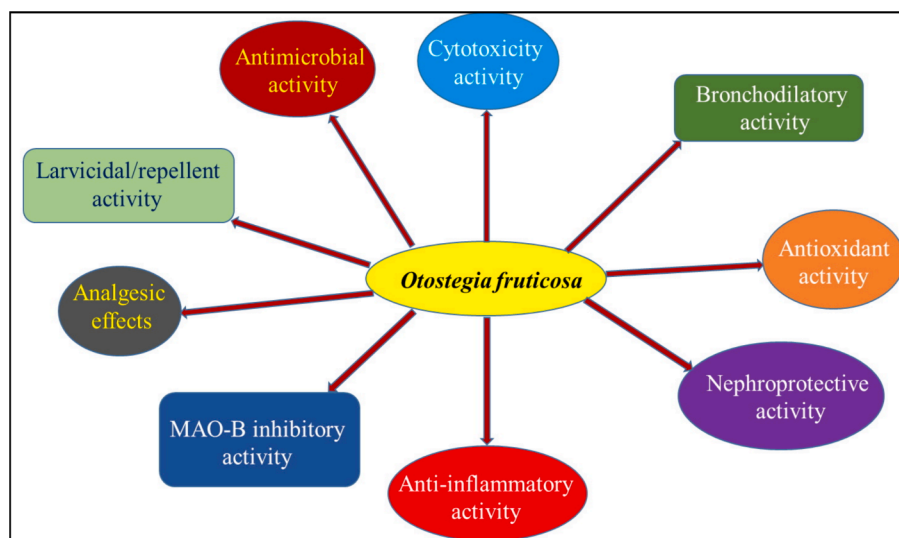 Antimicrobial
activity
Cytotoxicity
activity
Bronchodilatory
activity
Larvicidal/repellent
activity
Otostegia fruticosa
Antioxidant
activity
Analgesic
effects
Nephroprotective
activity
MAO-B inhibitory
activity
Anti-inflammatory
activity